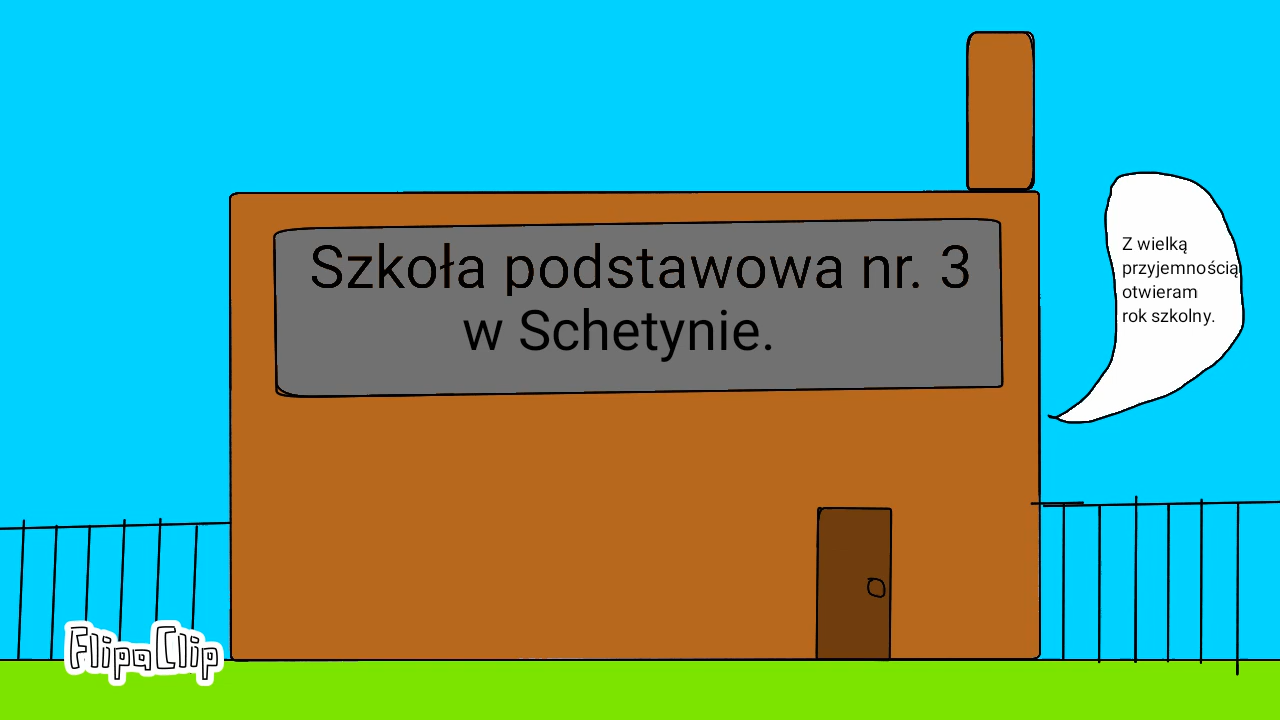 Szkoła podstawowa nr. 3
w Schetynie.
Z wielką
przyjemnością
otwieram
rok szkolny.
FlipaClip